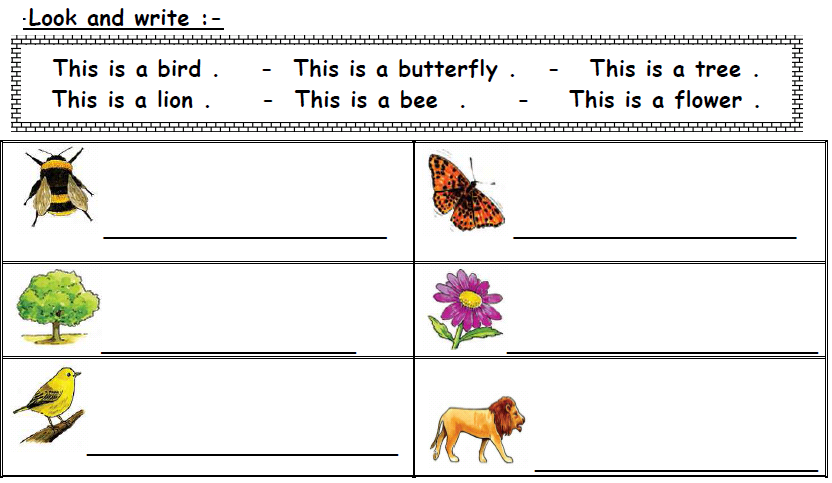 ·Look and write :-
This is a bird . - This is a butterfly . - This is a tree .
This is a lion . - This is a bee . - This is a flower .